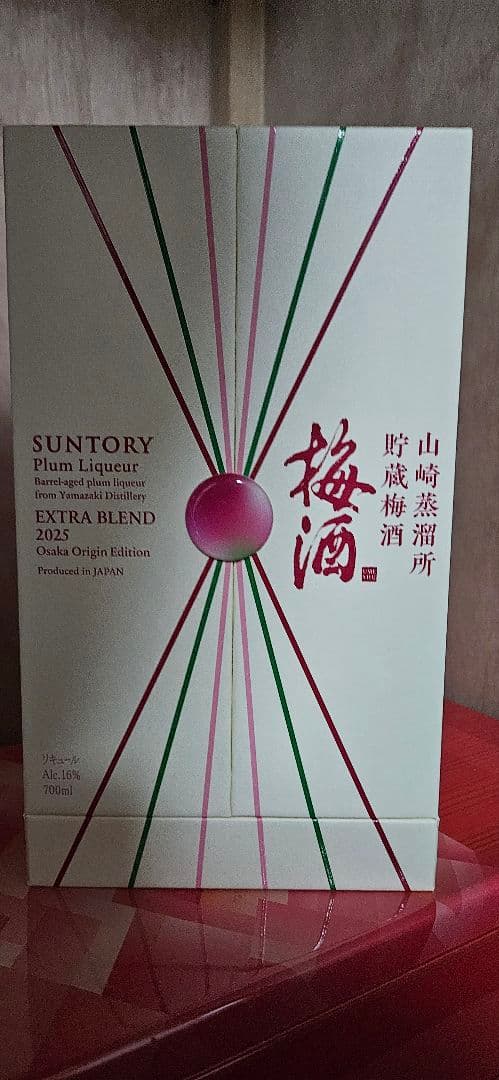 SUNTORY
Plum Liqueur
Barrel-aged plum liqueur
from Yamazaki Distillery
EXTRA BLEND
2025
Osaka Origin Edition
Produced in JAPAN
山崎蒸溜所
貯蔵梅酒
梅酒
UME
SHU
リキュール
Alc.16%
700ml